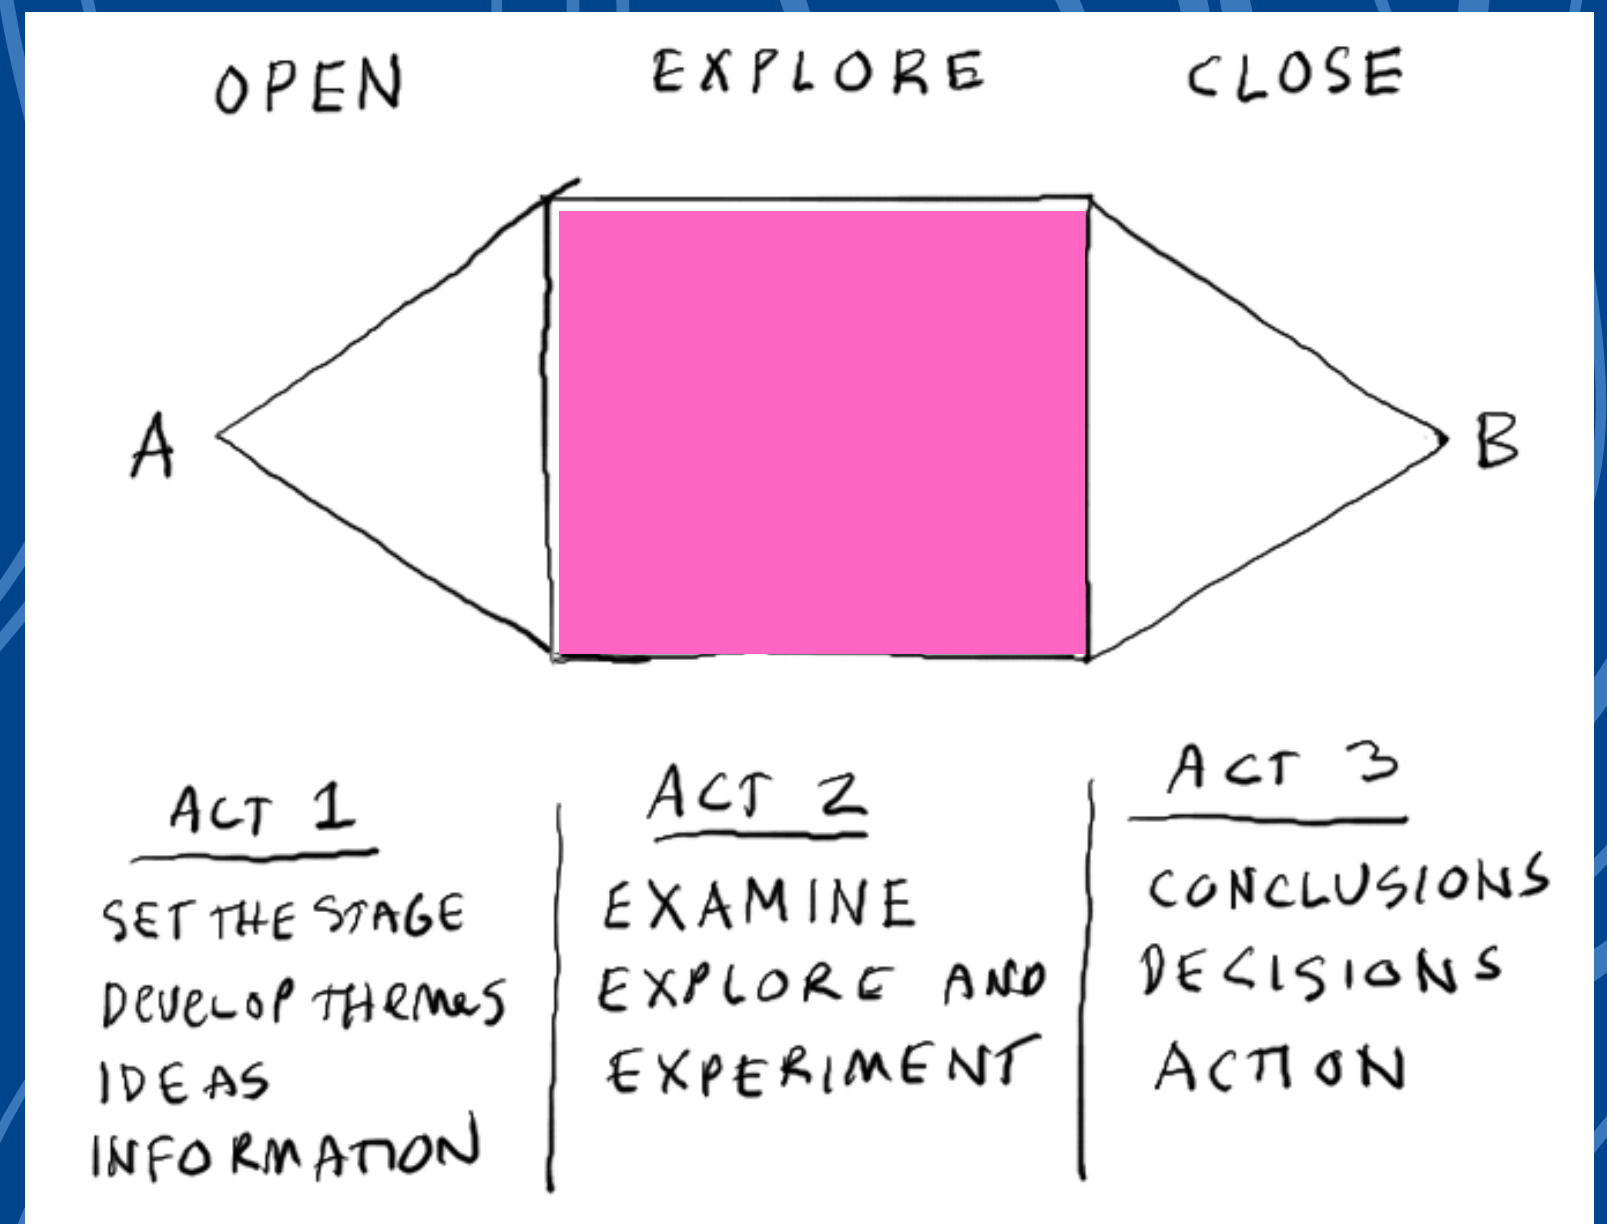 OPEN EXPLORE CLOSE
A B
ACT 1
SET THE STAGE
DEVELOP THEMES
IDEAS
INFORMATION
ACT 2
EXAMINE
EXPLORE AND
EXPERIMENT
ACT 3
CONCLUSIONS
DECISIONS
ACTION